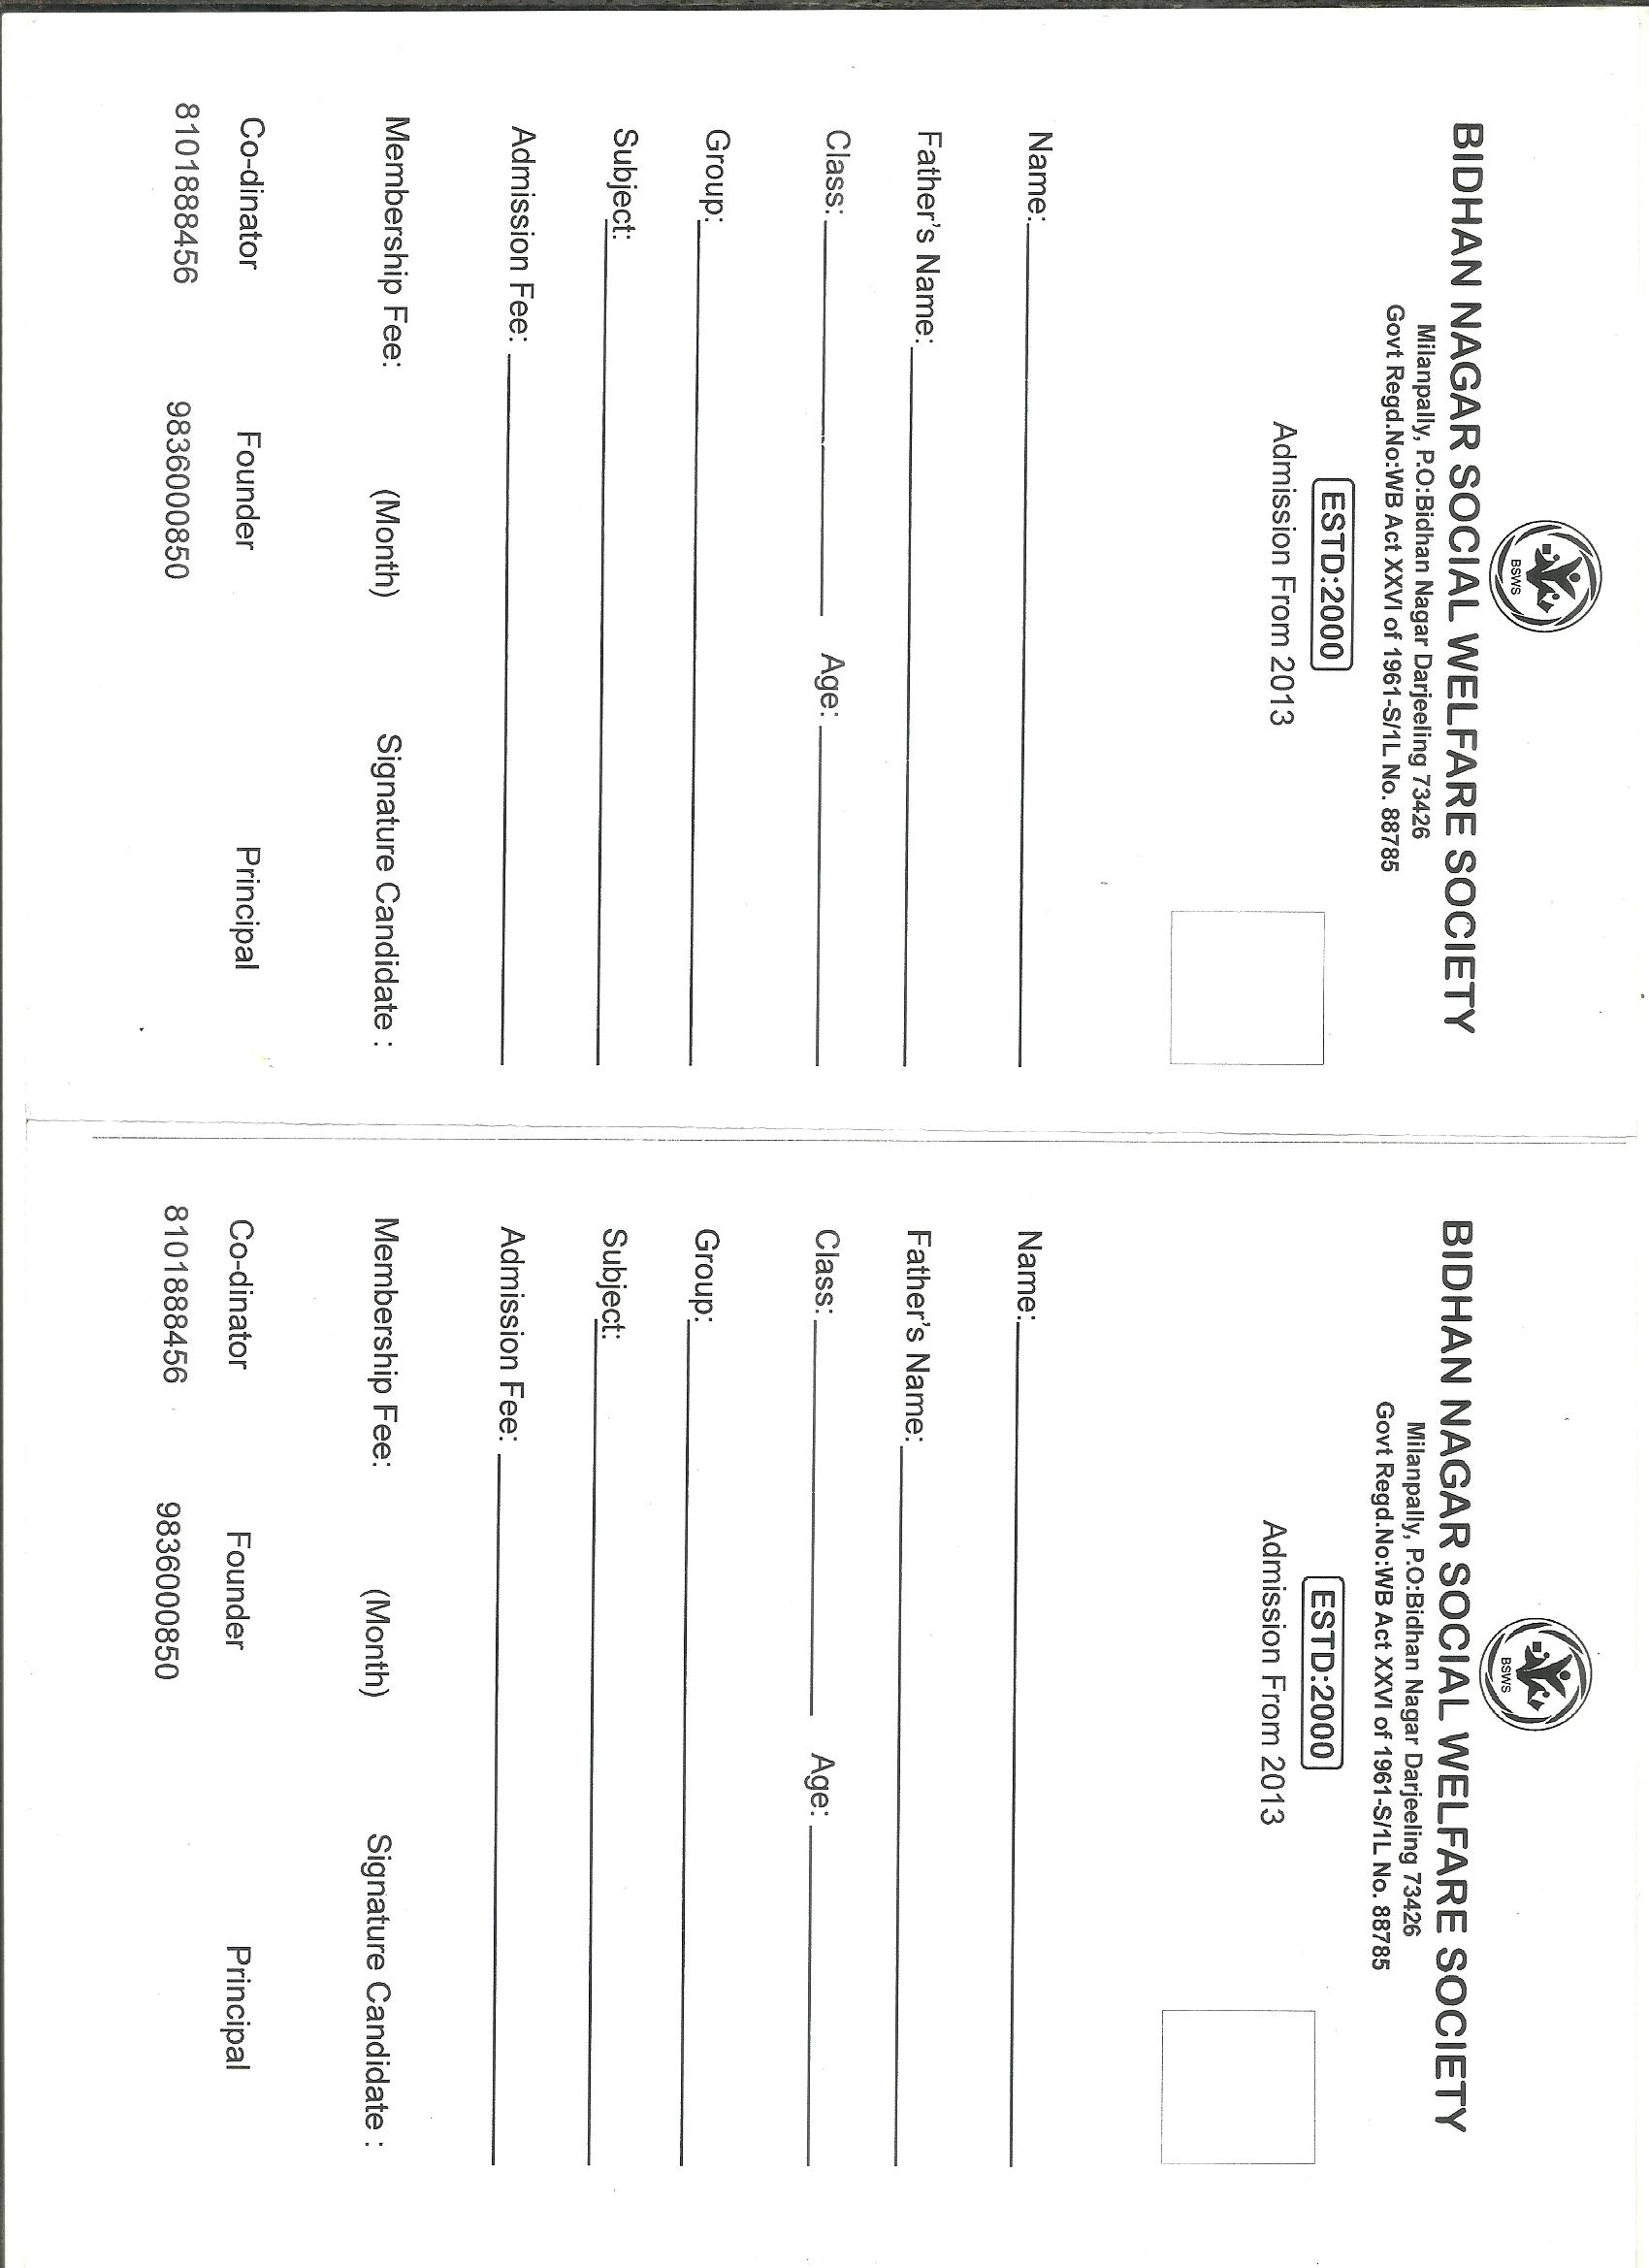 BSWS
BIDHAN NAGAR SOCIAL WELFARE SOCIETY
Milanpally, P.O:Bidhan Nagar Darjeeling 73426
Govt Regd.No:WB Act XXVI of 1961-S/1L No. 88785
ESTD:2000
Admission From 2013
Name:
Father's Name:
Class: Age:
Group:
Subject:
Admission Fee:
Membership Fee: (Month) Signature Candidate :
Co-dinator Founder Principal
8101888456 9836000850
BSWS
BIDHAN NAGAR SOCIAL WELFARE SOCIETY
Milanpally, P.O:Bidhan Nagar Darjeeling 73426
Govt Regd.No:WB Act XXVI of 1961-S/1L No. 88785
ESTD:2000
Admission From 2013
Name:
Father's Name:
Class: Age:
Group:
Subject:
Admission Fee:
Membership Fee: (Month) Signature Candidate :
Co-dinator Founder Principal
8101888456 9836000850